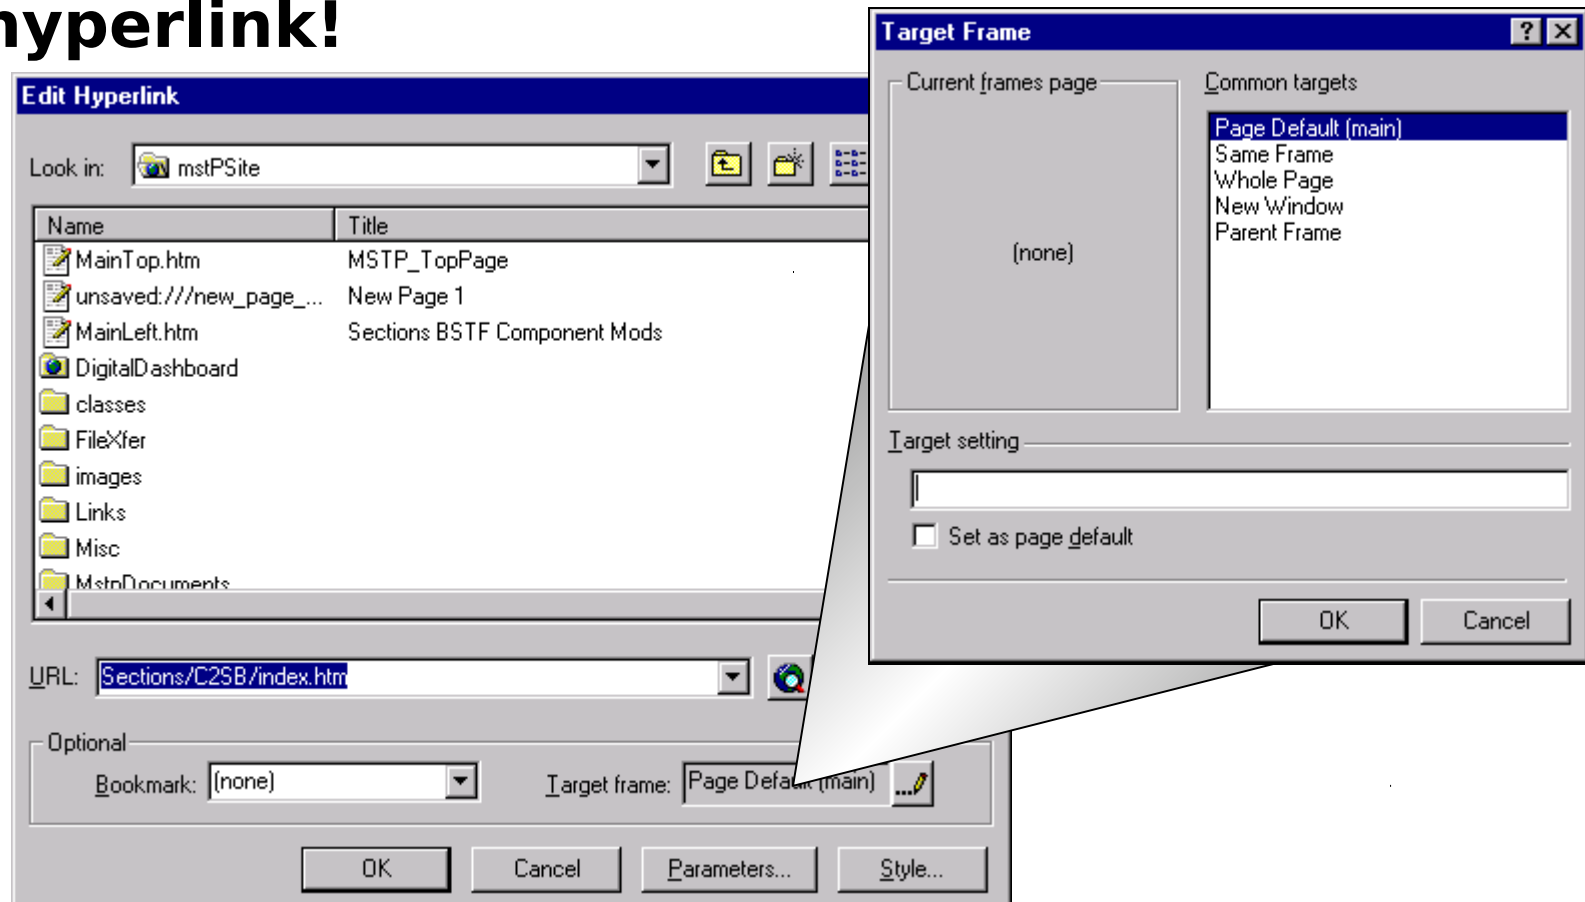 hyperlink!
Edit Hyperlink
Look in: mstPSite
Name Title
MainTop.htm MSTP_TopPage
unsaved:///new_page_... New Page 1
MainLeft.htm Sections BSTF Component Mods
DigitalDashboard
classes
FileXfer
images
Links
Misc
MstpDocuments
URL: Sections/C2SB/index.htm
Optional
Bookmark: (none) Target frame: Page Default (main)
OK Cancel Parameters... Style...
Target Frame
Current frames page
(none)
Common targets
Page Default (main)
Same Frame
Whole Page
New Window
Parent Frame
Target setting
Set as page default
OK Cancel